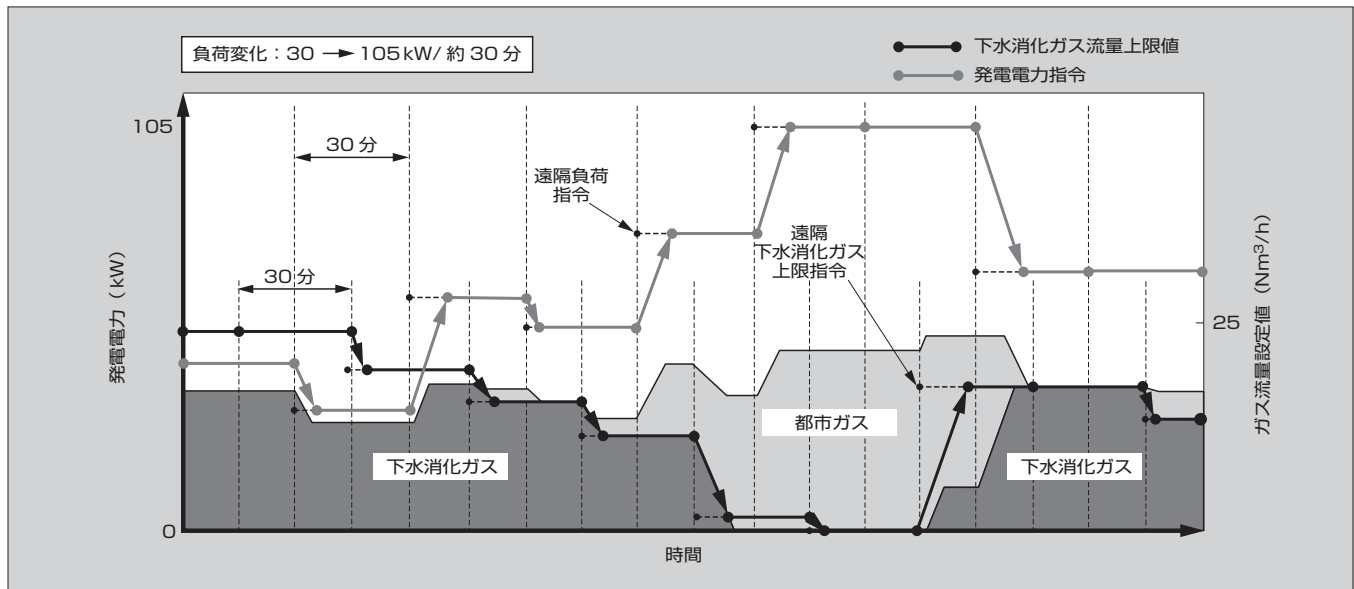 負荷変化：30 → 105 kW/ 約 30 分
下水消化ガス流量上限値
発電電力指令
105
30 分
遠隔負荷
指令
遠隔
下水消化ガス
上限指令
30 分
発電電力（kW）
25
ガス流量設定値（Nm³/h）
都市ガス
下水消化ガス
下水消化ガス
0
時間